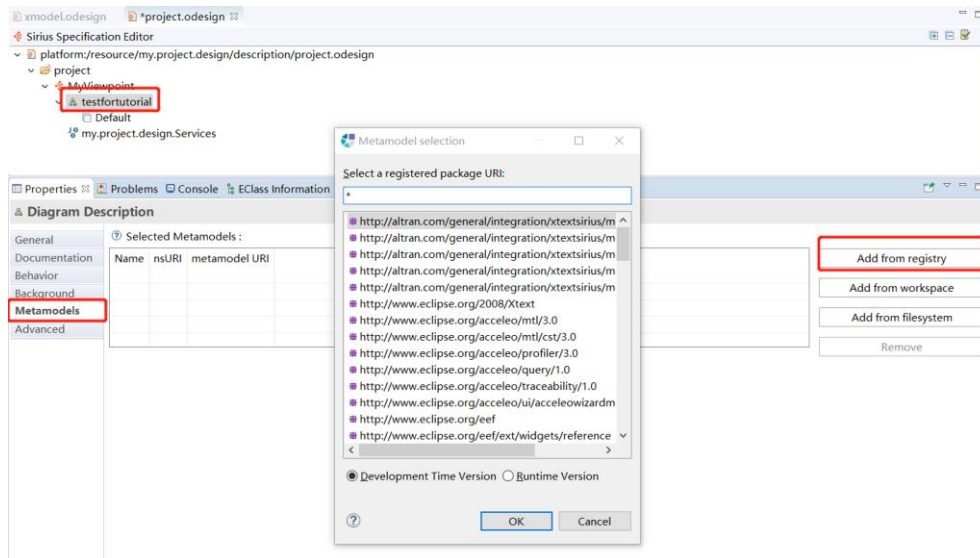 xmodel.odesign *project.odesign
Sirius Specification Editor
platform:/resource/my.project.design/description/project.odesign
project
MyViewpoint
testfortutorial
Default
my.project.design.Services
Properties Problems Console EClass Information
Diagram Description
General
Documentation
Behavior
Background
Metamodels
Advanced
Selected Metamodels :
Name nsURI metamodel URI
Metamodel selection
Select a registered package URI:
*
http://altran.com/general/integration/xtextsirius/m
http://altran.com/general/integration/xtextsirius/m
http://altran.com/general/integration/xtextsirius/m
http://altran.com/general/integration/xtextsirius/m
http://altran.com/general/integration/xtextsirius/m
http://www.eclipse.org/2008/Xtext
http://www.eclipse.org/acceleo/mtl/3.0
http://www.eclipse.org/acceleo/mtl/cst/3.0
http://www.eclipse.org/acceleo/profiler/3.0
http://www.eclipse.org/acceleo/query/1.0
http://www.eclipse.org/acceleo/traceability/1.0
http://www.eclipse.org/acceleo/ui/acceleowizardm
http://www.eclipse.org/eef
http://www.eclipse.org/eef/ext/widgets/reference
Development Time Version Runtime Version
OK Cancel
Add from registry
Add from workspace
Add from filesystem
Remove